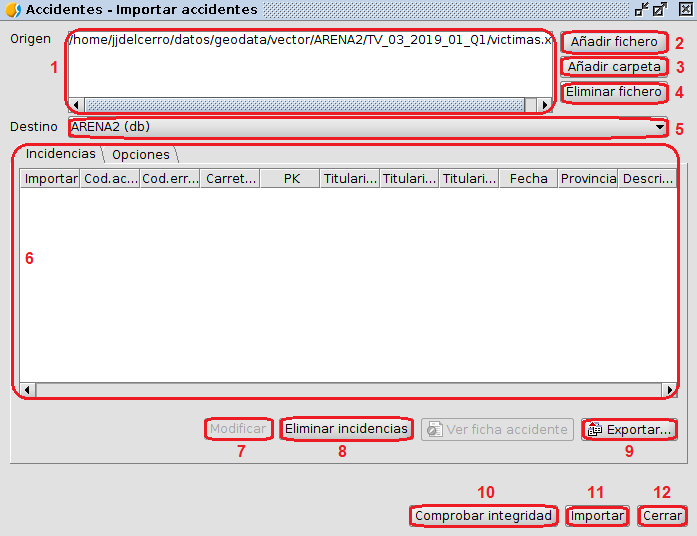 Accidentes - Importar accidentes
Origen
1
/home/jjdelcerro/datos/geodata/vector/ARENA2/TV_03_2019_01_Q1/victimas.x
Añadir fichero 2
Añadir carpeta 3
Eliminar fichero 4
Destino ARENA2 (db) 5
Incidencias Opciones
Importar Cod.ac... Cod.err... Carret... PK Titulari... Titulari... Titulari... Fecha Provincia Descri...
6
Modificar Eliminar incidencias Ver ficha accidente Exportar...
7 8 9
10 11 12
Comprobar integridad Importar Cerrar